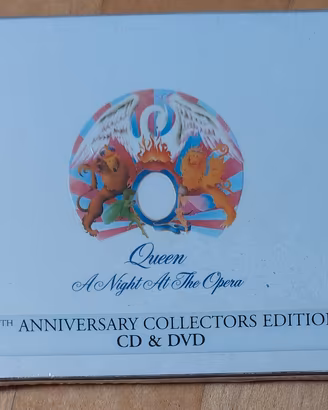 Queen
A Night At The Opera
TH ANNIVERSARY COLLECTORS EDITION
CD & DVD